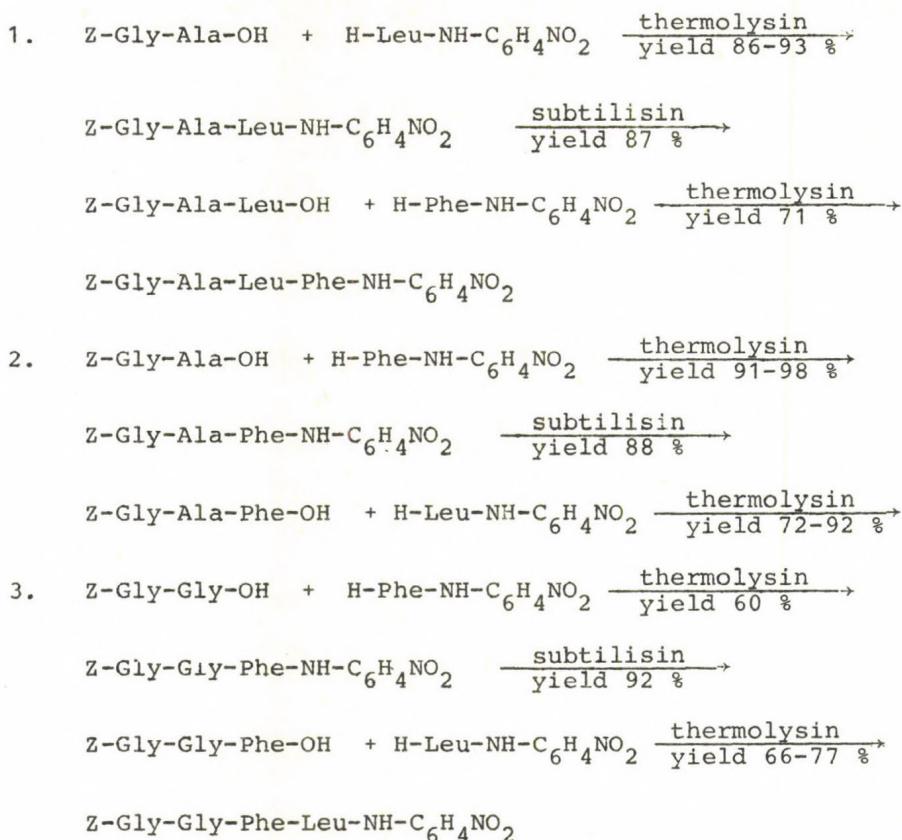 1. Z-Gly-Ala-OH + H-Leu-NH-C6H4NO2 thermolysin yield 86-93 %
Z-Gly-Ala-Leu-NH-C6H4NO2 subtilisin yield 87 %
Z-Gly-Ala-Leu-OH + H-Phe-NH-C6H4NO2 thermolysin yield 71 %
Z-Gly-Ala-Leu-Phe-NH-C6H4NO2
2. Z-Gly-Ala-OH + H-Phe-NH-C6H4NO2 thermolysin yield 91-98 %
Z-Gly-Ala-Phe-NH-C6H4NO2 subtilisin yield 88 %
Z-Gly-Ala-Phe-OH + H-Leu-NH-C6H4NO2 thermolysin yield 72-92 %
3. Z-Gly-Gly-OH + H-Phe-NH-C6H4NO2 thermolysin yield 60 %
Z-Gly-Gly-Phe-NH-C6H4NO2 subtilisin yield 92 %
Z-Gly-Gly-Phe-OH + H-Leu-NH-C6H4NO2 thermolysin yield 66-77 %
Z-Gly-Gly-Phe-Leu-NH-C6H4NO2